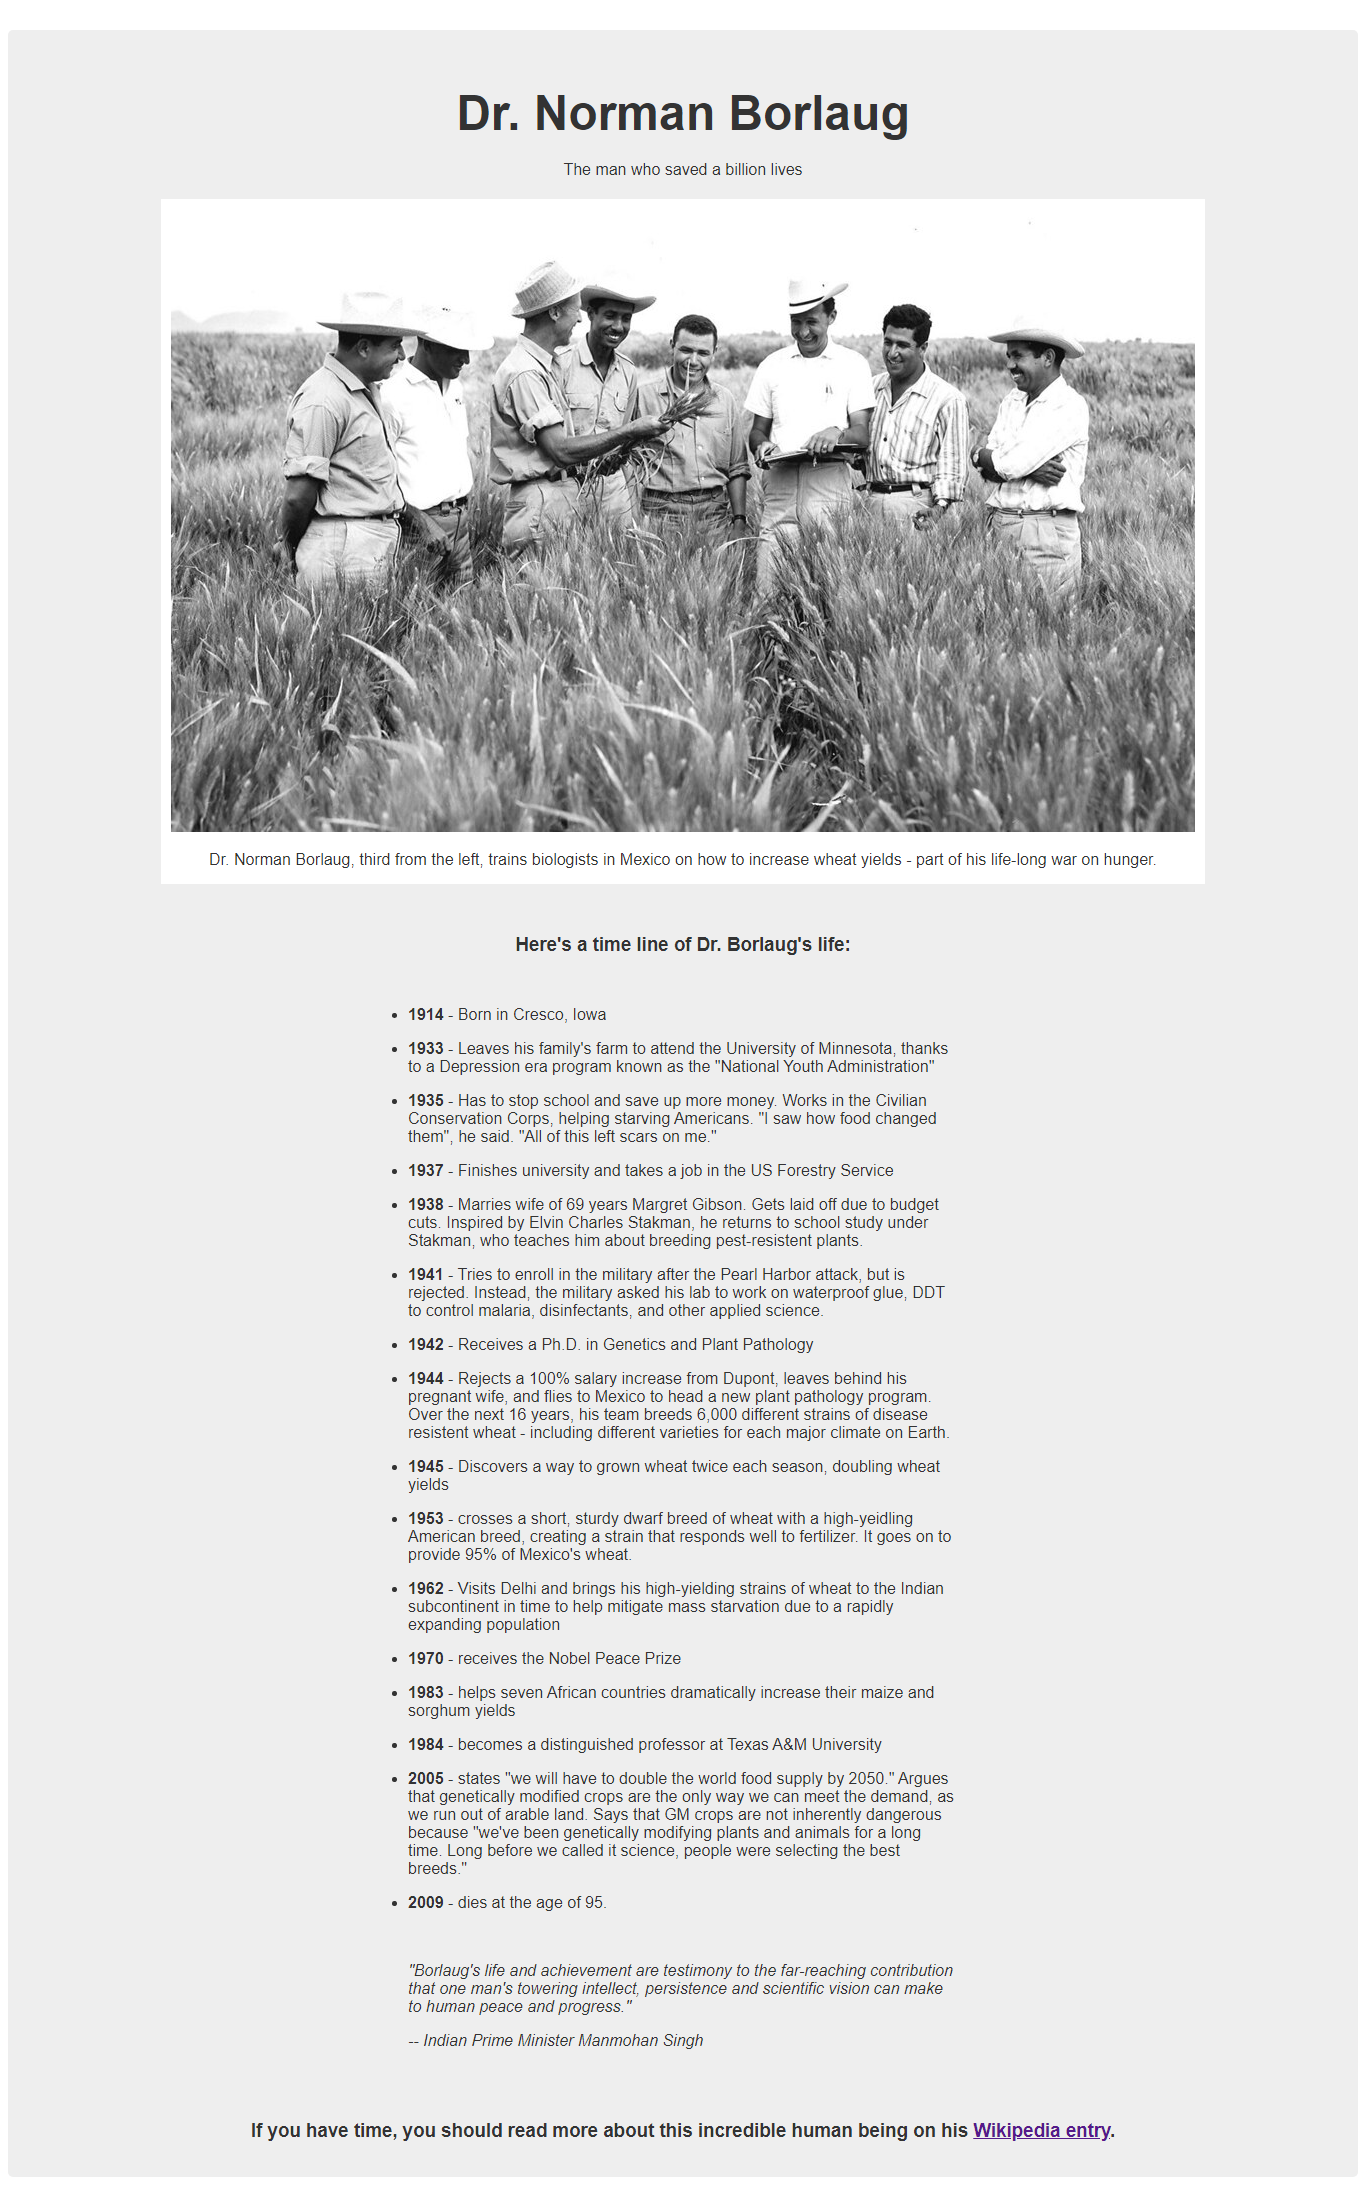 Dr. Norman Borlaug
The man who saved a billion lives
Dr. Norman Borlaug, third from the left, trains biologists in Mexico on how to increase wheat yields - part of his life-long war on hunger.
Here's a time line of Dr. Borlaug's life:
• 1914 - Born in Cresco, Iowa
• 1933 - Leaves his family's farm to attend the University of Minnesota, thanks
to a Depression era program known as the "National Youth Administration"
• 1935 - Has to stop school and save up more money. Works in the Civilian
Conservation Corps, helping starving Americans. "I saw how food changed
them", he said. "All of this left scars on me."
• 1937 - Finishes university and takes a job in the US Forestry Service
• 1938 - Marries wife of 69 years Margret Gibson. Gets laid off due to budget
cuts. Inspired by Elvin Charles Stakman, he returns to school study under
Stakman, who teaches him about breeding pest-resistent plants.
• 1941 - Tries to enroll in the military after the Pearl Harbor attack, but is
rejected. Instead, the military asked his lab to work on waterproof glue, DDT
to control malaria, disinfectants, and other applied science.
• 1942 - Receives a Ph.D. in Genetics and Plant Pathology
• 1944 - Rejects a 100% salary increase from Dupont, leaves behind his
pregnant wife, and flies to Mexico to head a new plant pathology program.
Over the next 16 years, his team breeds 6,000 different strains of disease
resistent wheat - including different varieties for each major climate on Earth.
• 1945 - Discovers a way to grown wheat twice each season, doubling wheat
yields
• 1953 - crosses a short, sturdy dwarf breed of wheat with a high-yeidling
American breed, creating a strain that responds well to fertilizer. It goes on to
provide 95% of Mexico's wheat.
• 1962 - Visits Delhi and brings his high-yielding strains of wheat to the Indian
subcontinent in time to help mitigate mass starvation due to a rapidly
expanding population
• 1970 - receives the Nobel Peace Prize
• 1983 - helps seven African countries dramatically increase their maize and
sorghum yields
• 1984 - becomes a distinguished professor at Texas A&M University
• 2005 - states "we will have to double the world food supply by 2050." Argues
that genetically modified crops are the only way we can meet the demand, as
we run out of arable land. Says that GM crops are not inherently dangerous
because "we've been genetically modifying plants and animals for a long
time. Long before we called it science, people were selecting the best
breeds."
• 2009 - dies at the age of 95.
"Borlaug's life and achievement are testimony to the far-reaching contribution
that one man's towering intellect, persistence and scientific vision can make
to human peace and progress."
-- Indian Prime Minister Manmohan Singh
If you have time, you should read more about this incredible human being on his Wikipedia entry.